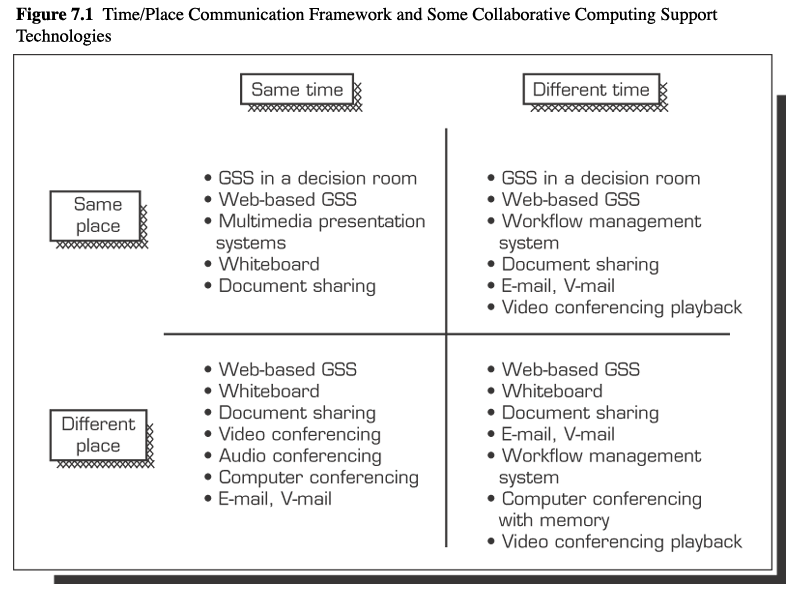 Figure 7.1 Time/Place Communication Framework and Some Collaborative Computing Support
Technologies
Same time
Different time
Same
place
• GSS in a decision room
• Web-based GSS
• Multimedia presentation
systems
• Whiteboard
• Document sharing
• GSS in a decision room
• Web-based GSS
• Workflow management
system
• Document sharing
• E-mail, V-mail
• Video conferencing playback
Different
place
• Web-based GSS
• Whiteboard
• Document sharing
• Video conferencing
• Audio conferencing
• Computer conferencing
• E-mail, V-mail
• Web-based GSS
• Whiteboard
• Document sharing
• E-mail, V-mail
• Workflow management
system
• Computer conferencing
with memory
• Video conferencing playback